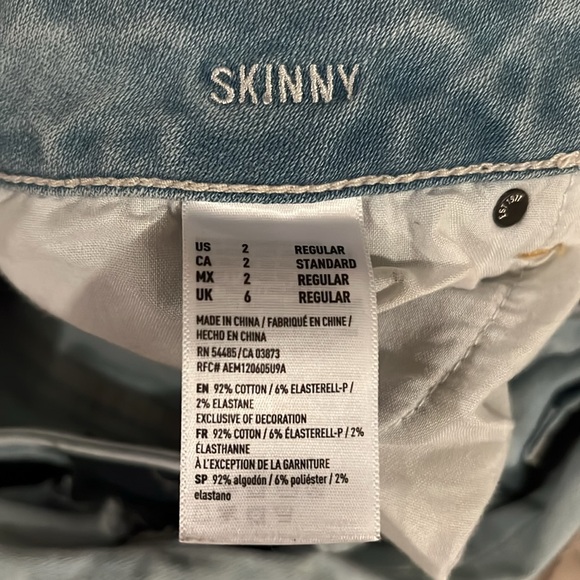 SKINNY
US 2 REGULAR
CA 2 STANDARD
MX 2 REGULAR
UK 6 REGULAR
MADE IN CHINA / FABRIQUÉ EN CHINE /
HECHO EN CHINA
RN 54485/CA 03873
RFC# AEM120605U9A
EN 92% COTTON / 6% ELASTERELL-P /
2% ELASTANE
EXCLUSIVE OF DECORATION
FR 92% COTON / 6% ÉLASTERELL-P / 2%
ÉLASTHANNE
À L'EXCEPTION DE LA GARNITURE
SP 92% algodón / 6% poliéster / 2%
elastano